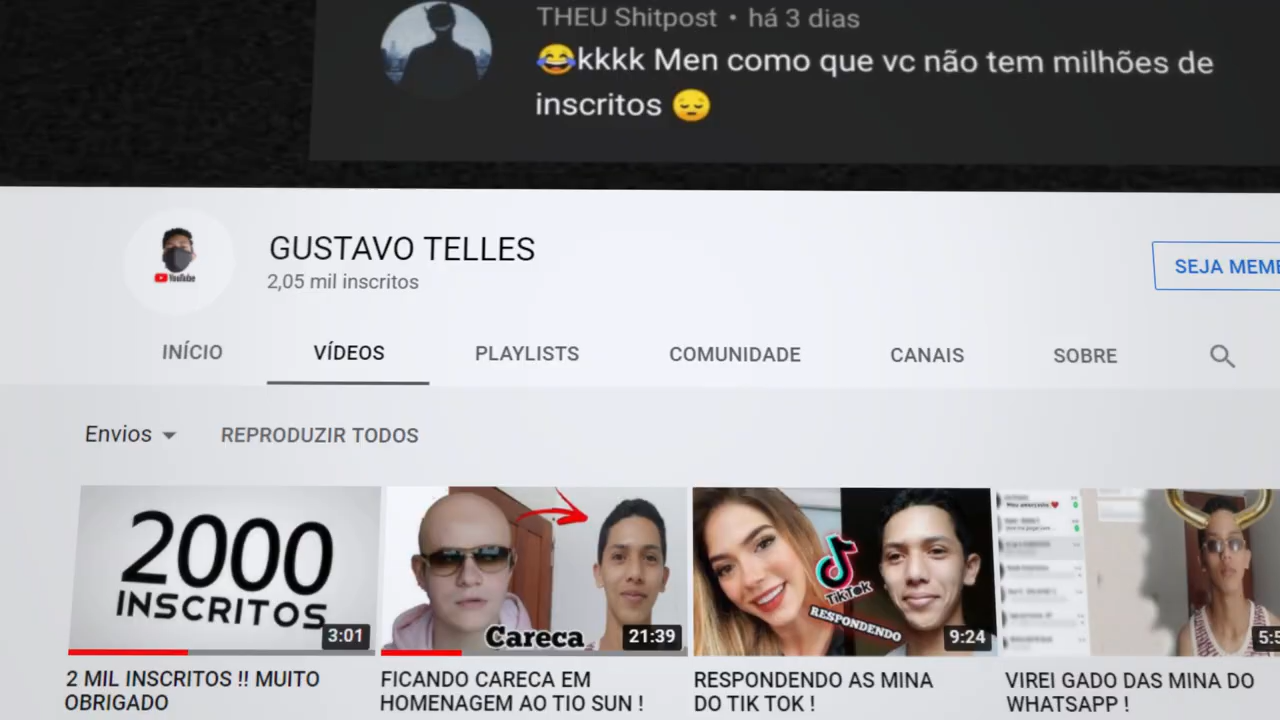 THEU Shitpost • há 3 dias
😂kkkk Men como que vc não tem milhões de
inscritos 😔
GUSTAVO TELLES
2,05 mil inscritos
SEJA MEME
YouTube
INÍCIO VÍDEOS PLAYLISTS COMUNIDADE CANAIS SOBRE
Envios REPRODUZIR TODOS
2000
INSCRITOS
3:01
Careca
21:39
TikTok
RESPONDENDO
9:24
5:5
2 MIL INSCRITOS !! MUITO
OBRIGADO
FICANDO CARECA EM
HOMENAGEM AO TIO SUN !
RESPONDENDO AS MINA
DO TIK TOK !
VIREI GADO DAS MINA DO
WHATSAPP !